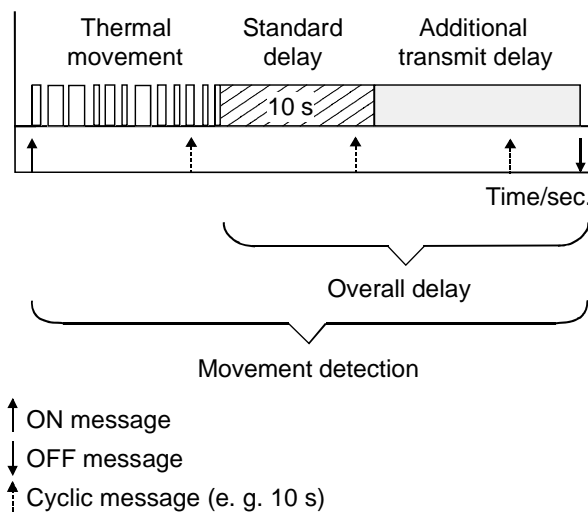 Thermal
movement
Standard
delay
Additional
transmit delay
10 s
Time/sec.
Overall delay
Movement detection
ON message
OFF message
Cyclic message (e. g. 10 s)